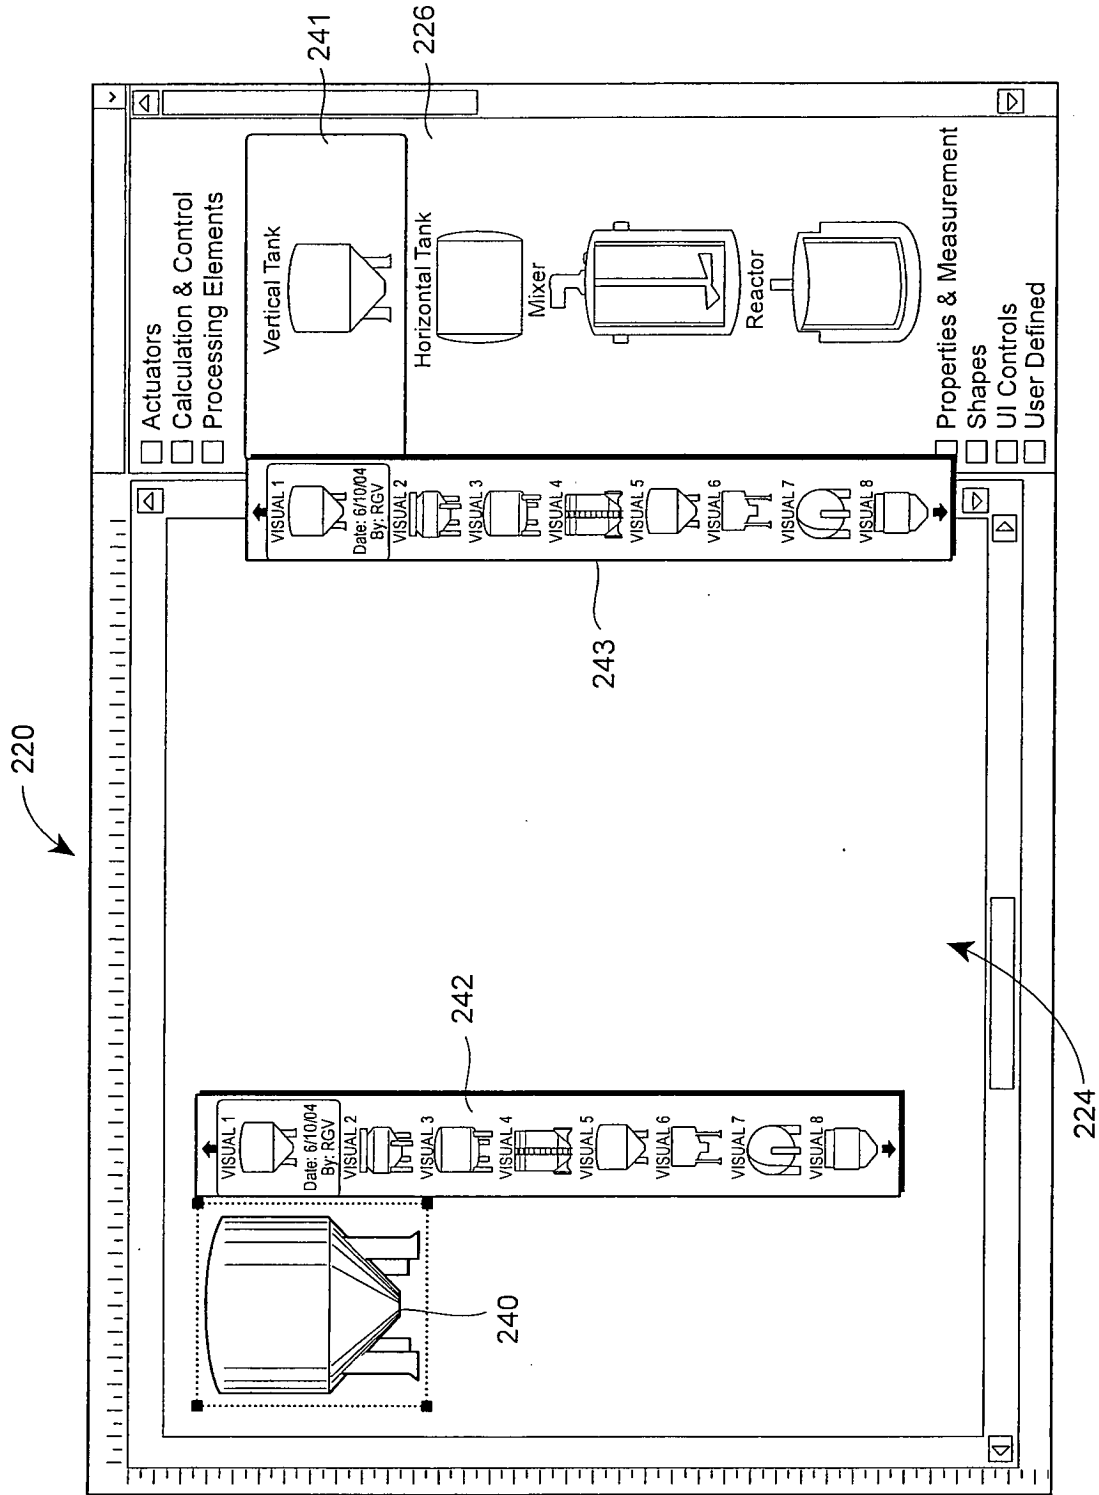 220
241
226
Actuators
Calculation & Control
Processing Elements
Vertical Tank
Horizontal Tank
Mixer
Reactor
Properties & Measurement
Shapes
UI Controls
User Defined
VISUAL 1
Date: 6/10/04
By: RGV
VISUAL 2
VISUAL 3
VISUAL 4
VISUAL 5
VISUAL 6
VISUAL 7
VISUAL 8
243
VISUAL 1
Date: 6/10/04
By: RGV
VISUAL 2
VISUAL 3
VISUAL 4
VISUAL 5
VISUAL 6
VISUAL 7
VISUAL 8
242
240
224